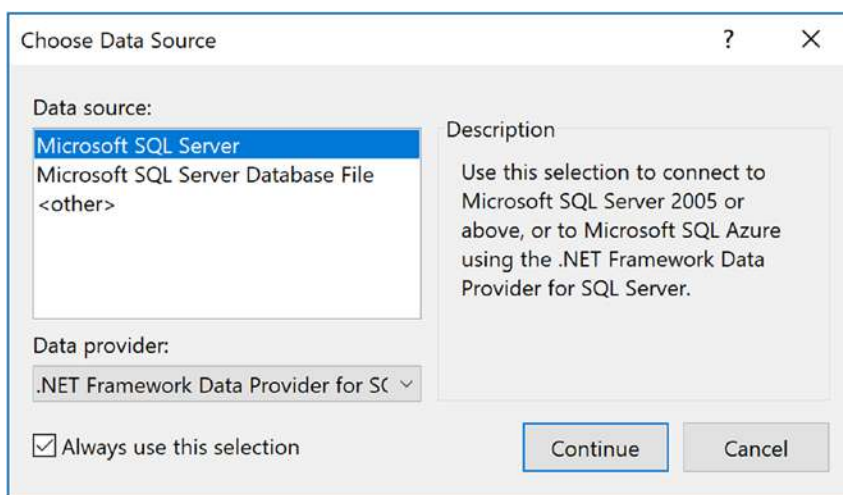 Choose Data Source
?
Data source:
Microsoft SQL Server
Microsoft SQL Server Database File
<other>
Description
Use this selection to connect to
Microsoft SQL Server 2005 or
above, or to Microsoft SQL Azure
using the .NET Framework Data
Provider for SQL Server.
Data provider:
.NET Framework Data Provider for SC
Always use this selection
Continue
Cancel